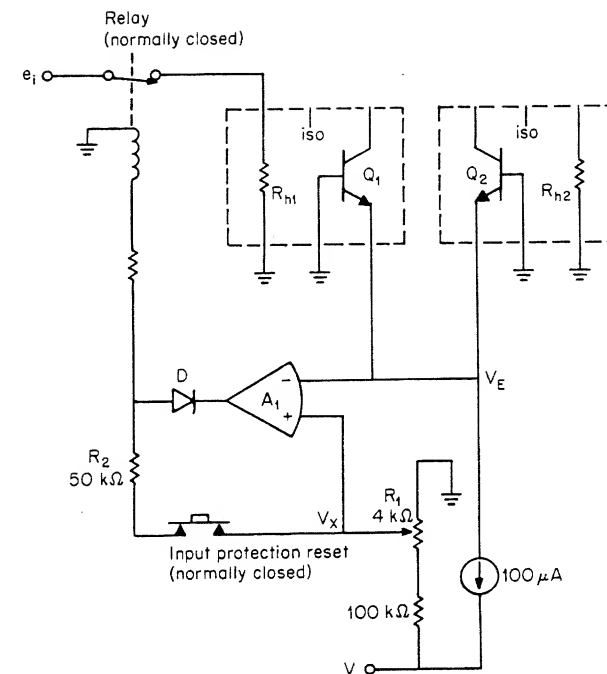 Relay
(normally closed)
e_i
iso
iso
Q₁
Q₂
R_h1
R_h2
D
−
A₁
+
V_E
R₂
50 kΩ
R₁
4 kΩ
V_X
Input protection reset
(normally closed)
100 μA
100 kΩ
V